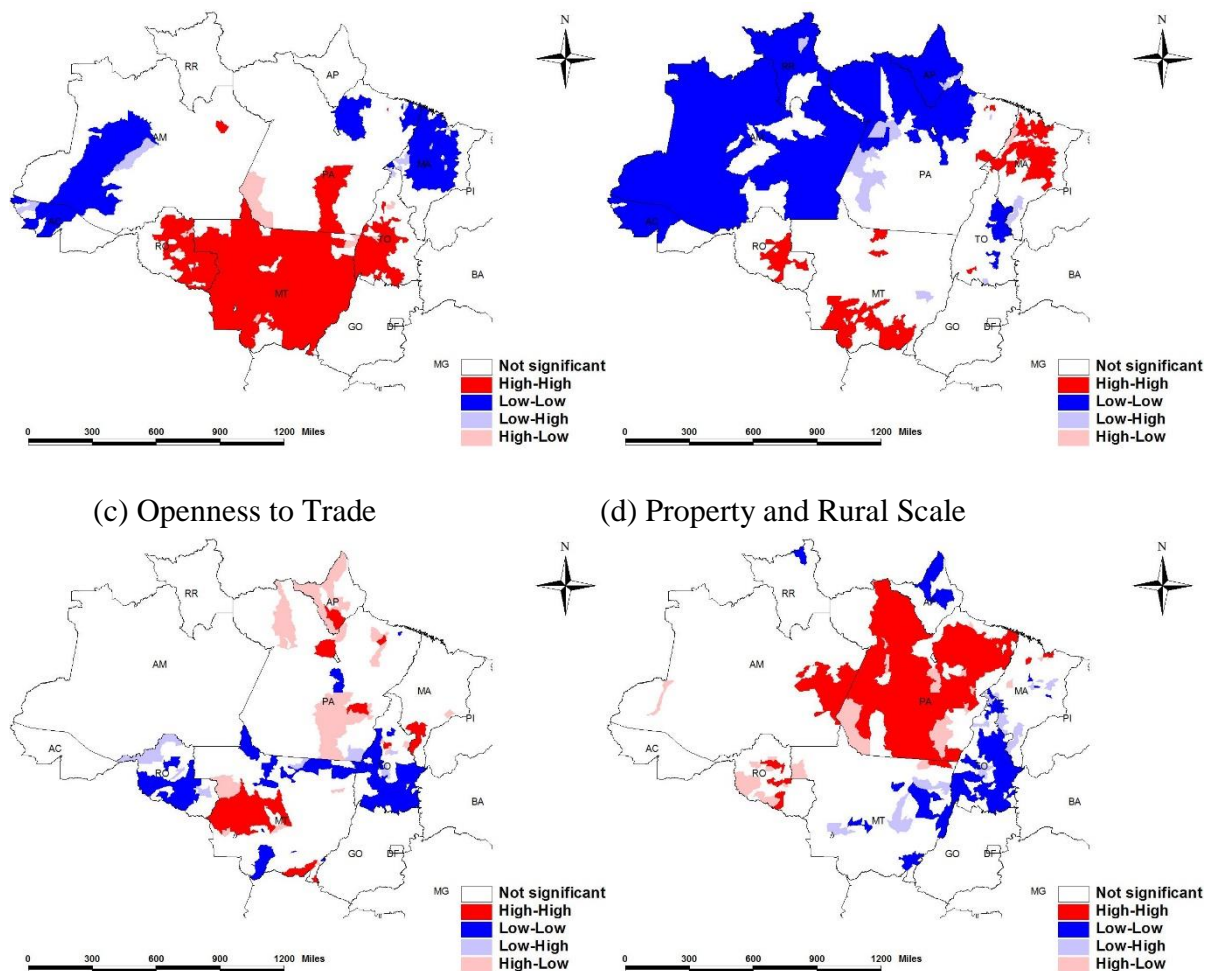 N
RR
AP
AM
MA
PA
PI
RO
TO
BA
MT
GO
DF
MG
Not significant
High-High
Low-Low
Low-High
High-Low
0 300 600 900 1200 Miles
N
RR
AP
PA
MA
PI
AC
RO
TO
BA
MT
GO
DF
MG
Not significant
High-High
Low-Low
Low-High
High-Low
0 300 600 900 1200 Miles
(c) Openness to Trade
(d) Property and Rural Scale
N
RR
AP
AM
MA
PA
PI
AC
RO
BA
MT
GO
DF
MG
Not significant
High-High
Low-Low
Low-High
High-Low
0 300 600 900 1200 Miles
N
RR
AM
MA
PA
PI
AC
RO
BA
MT
GO
DF
MG
Not significant
High-High
Low-Low
Low-High
High-Low
0 300 600 900 1200 Miles